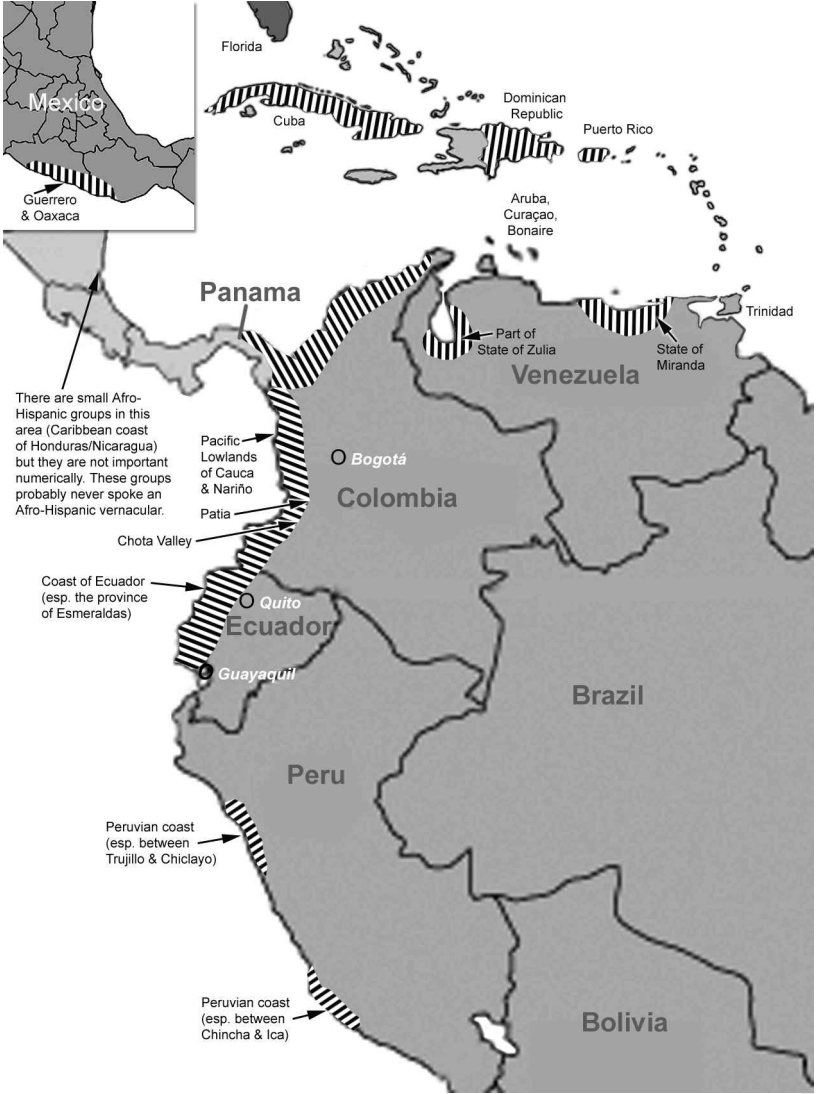 Florida
Mexico
Cuba
Dominican
Republic
Puerto Rico
Guerrero
& Oaxaca
Aruba,
Curaçao,
Bonaire
Panama
Trinidad
Part of
State of Zulia
State of
Miranda
Venezuela
There are small Afro-
Hispanic groups in this
area (Caribbean coast
of Honduras/Nicaragua)
but they are not important
numerically. These groups
probably never spoke an
Afro-Hispanic vernacular.
Pacific
Lowlands
of Cauca
& Nariño
Bogotá
Colombia
Patia
Chota Valley
Coast of Ecuador
(esp. the province
of Esmeraldas)
Quito
Ecuador
Guayaquil
Brazil
Peru
Peruvian coast
(esp. between
Trujillo & Chiclayo)
Peruvian coast
(esp. between
Chincha & Ica)
Bolivia